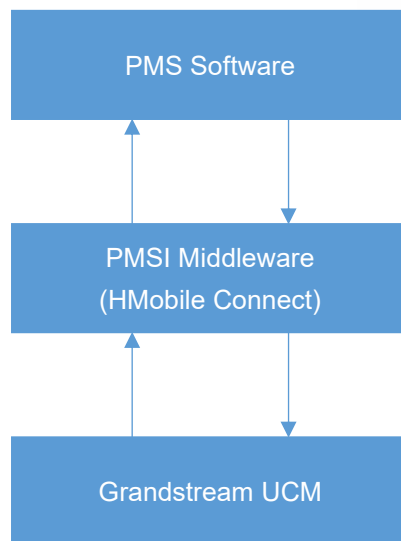 PMS Software
PMSI Middleware
(HMobile Connect)
Grandstream UCM